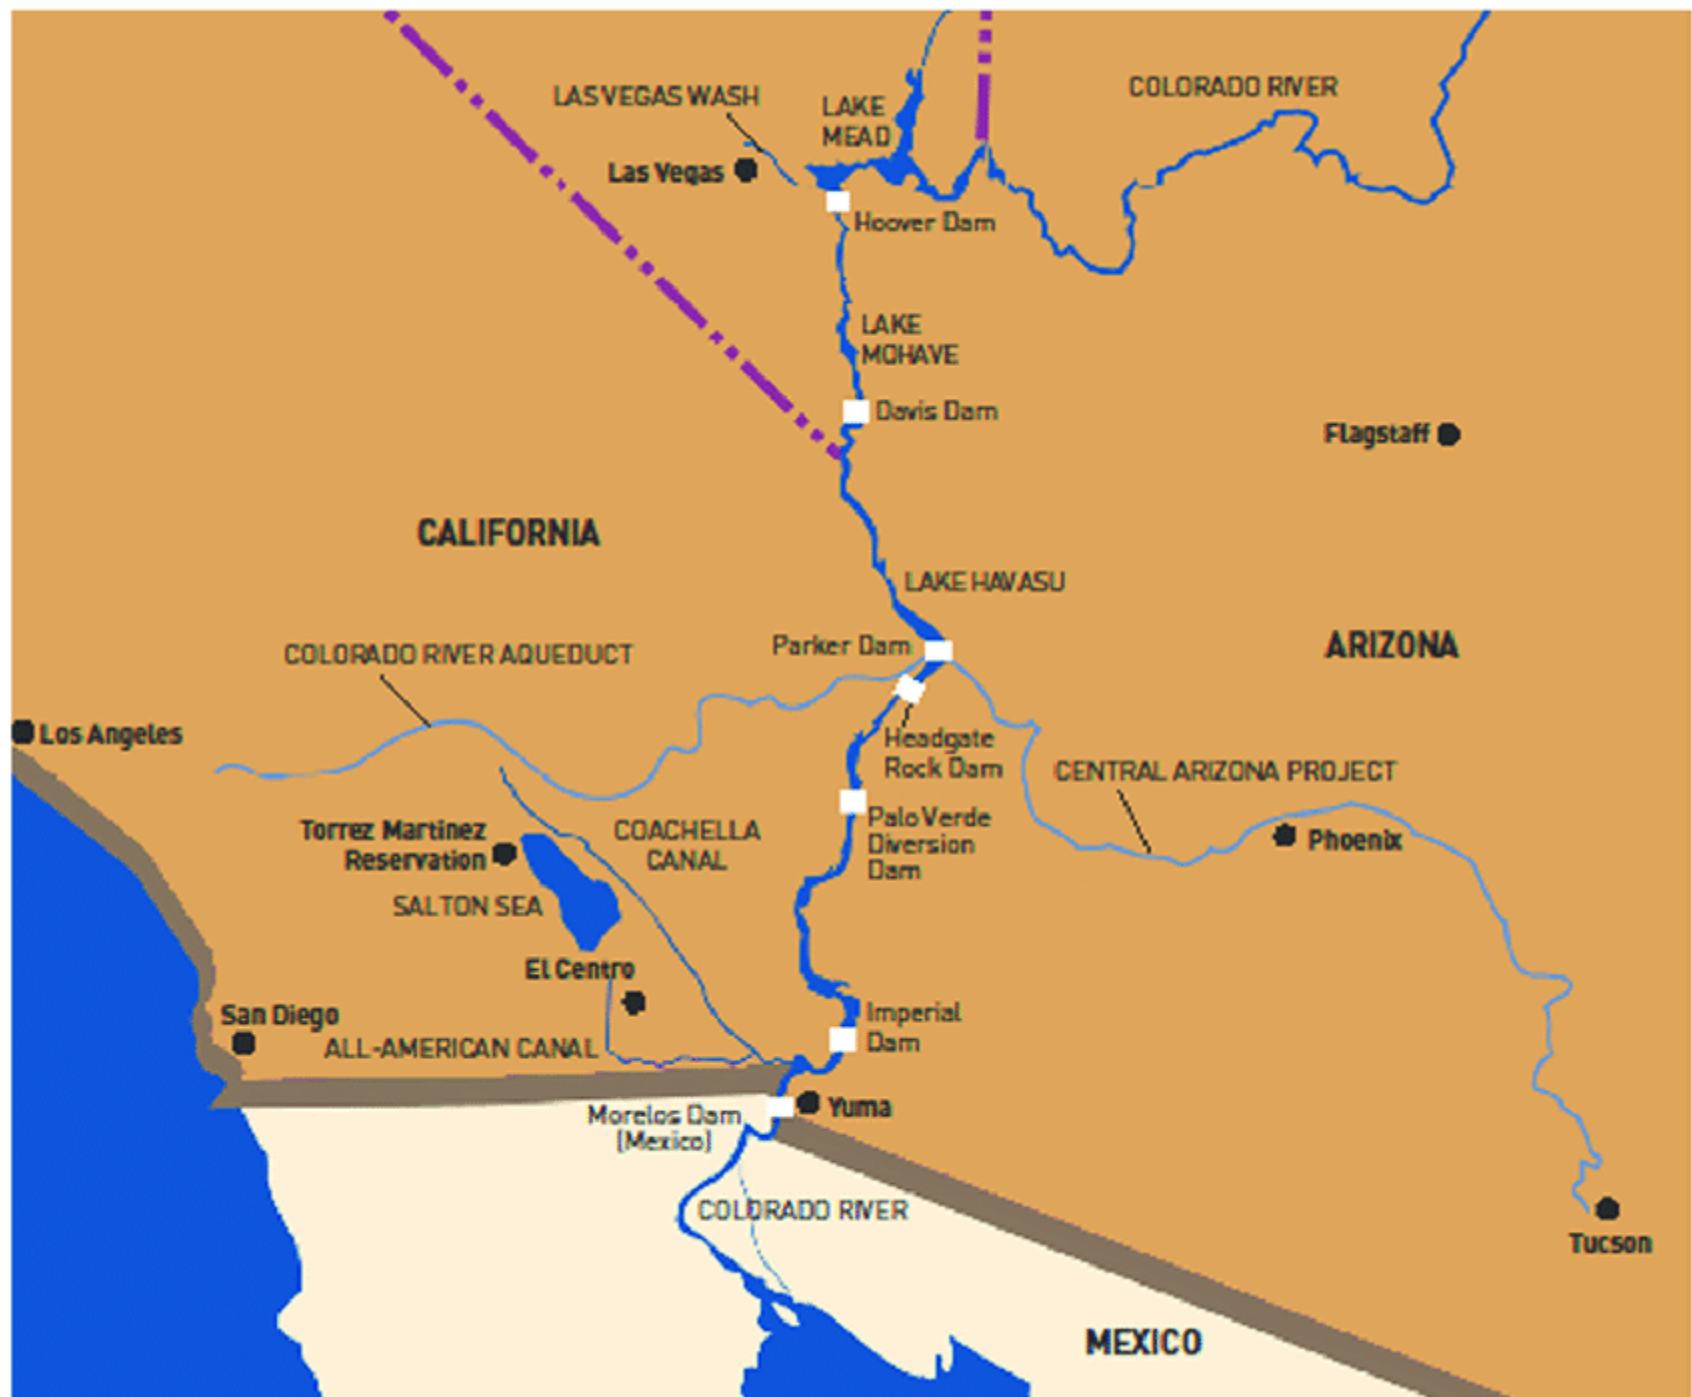 LAS VEGAS WASH
LAKE
MEAD
COLORADO RIVER
Las Vegas
Hoover Dam
LAKE
MOHAVE
Davis Dam
Flagstaff
CALIFORNIA
LAKE HAVASU
Parker Dam
ARIZONA
COLORADO RIVER AQUEDUCT
Los Angeles
Headgate
Rock Dam
CENTRAL ARIZONA PROJECT
Torrez Martinez
Reservation
COACHELLA
CANAL
Palo Verde
Diversion
Dam
Phoenix
SALTON SEA
El Centro
San Diego
ALL-AMERICAN CANAL
Imperial
Dam
Morelos Dam
(Mexico)
Yuma
COLORADO RIVER
Tucson
MEXICO